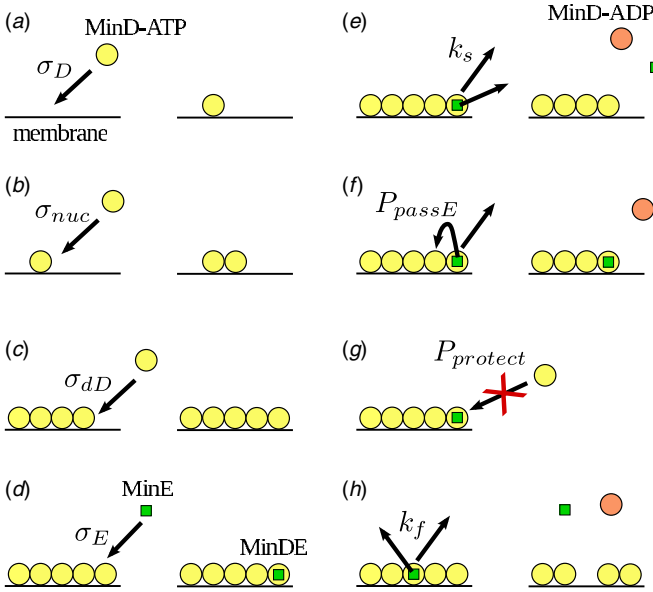 (a)
MinD-ATP
σ_D
membrane
(b)
σ_nuc
(c)
σ_dD
(d)
MinE
σ_E
MinDE
(e)
MinD-ADP
k_s
(f)
P_passE
(g)
P_protect
(h)
k_f